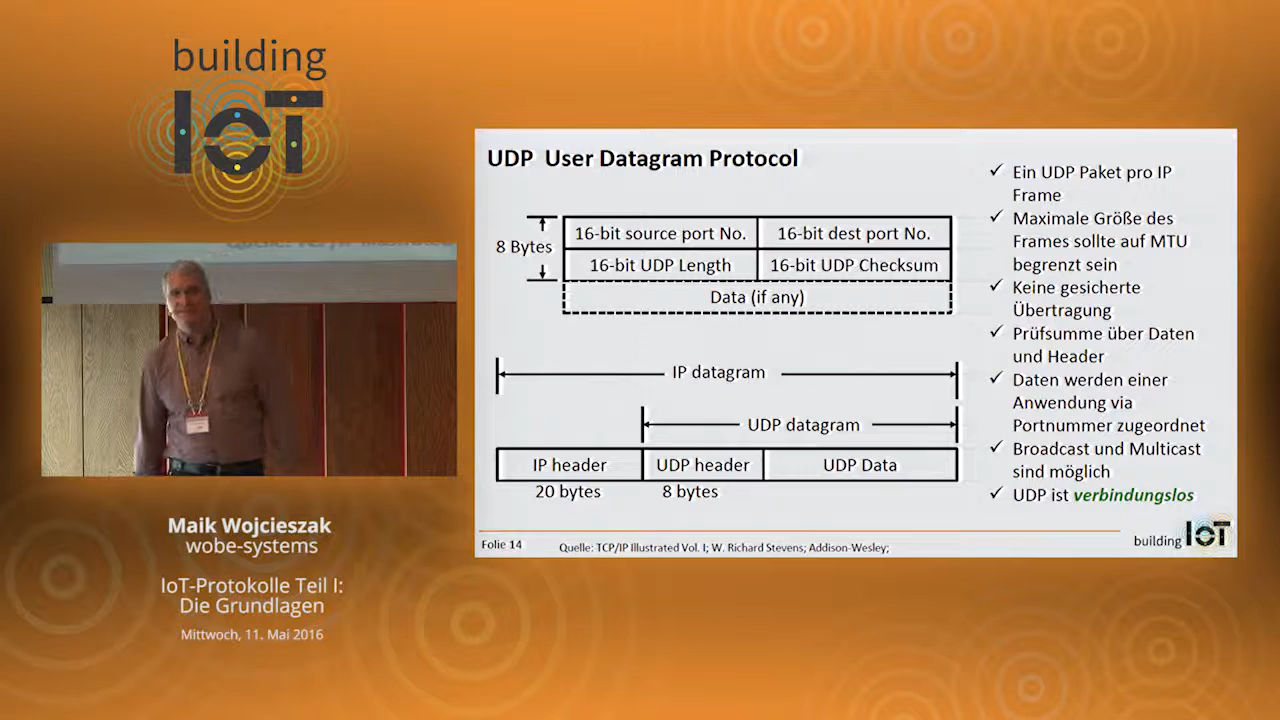 building
IoT
Maik Wojcieszak
wobe-systems
IoT-Protokolle Teil I:
Die Grundlagen
Mittwoch, 11. Mai 2016
UDP User Datagram Protocol
8 Bytes
16-bit source port No.
16-bit dest port No.
16-bit UDP Length
16-bit UDP Checksum
Data (if any)
IP datagram
UDP datagram
IP header
UDP header
UDP Data
20 bytes
8 bytes
Ein UDP Paket pro IP
Frame
Maximale Größe des
Frames sollte auf MTU
begrenzt sein
Keine gesicherte
Übertragung
Prüfsumme über Daten
und Header
Daten werden einer
Anwendung via
Portnummer zugeordnet
Broadcast und Multicast
sind möglich
UDP ist verbindungslos
Folie 14
Quelle: TCP/IP Illustrated Vol. I; W. Richard Stevens; Addison-Wesley;
building IoT